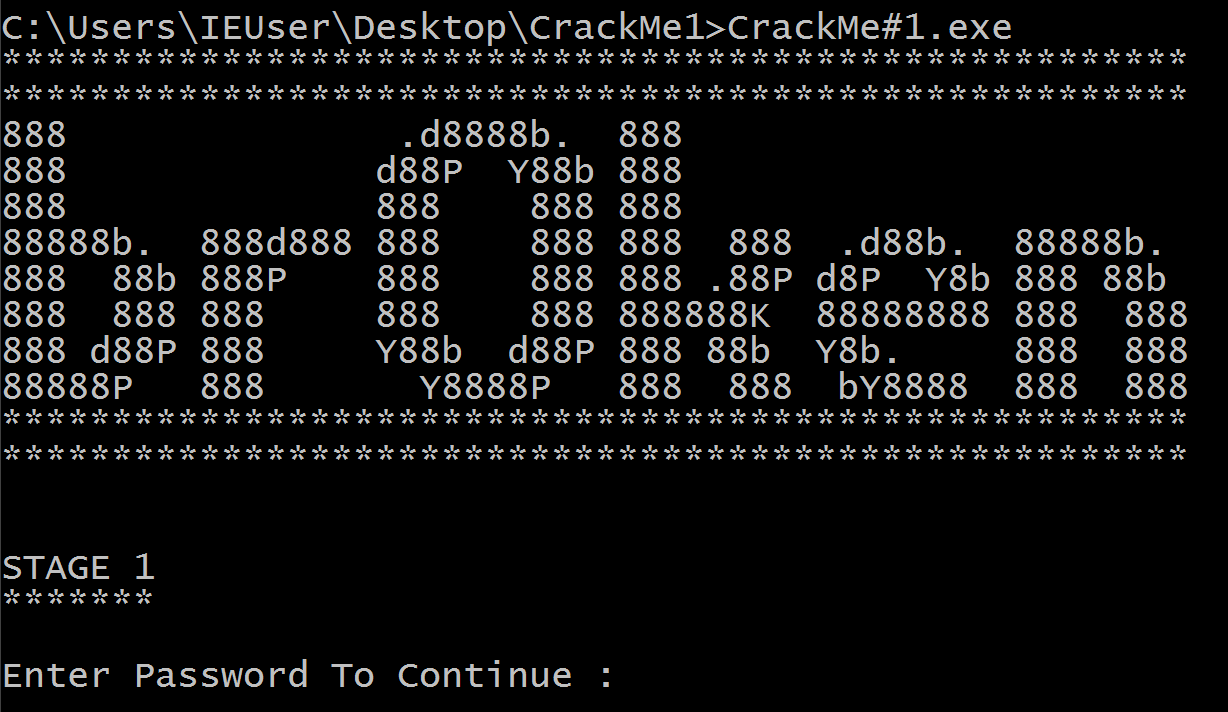 C:\Users\IEUser\Desktop\CrackMe1>CrackMe#1.exe
******************************************************
******************************************************
888               .d8888b.  888
888              d88P  Y88b 888
888              888    888 888
88888b.  888d888 888    888 888  888  .d88b.  88888b.
888  88b 888P    888    888 888 .88P d8P  Y8b 888 88b
888  888 888     888    888 888888K  88888888 888  888
888 d88P 888     Y88b  d88P 888 88b  Y8b.     888  888
88888P   888       Y8888P   888  888  bY8888  888  888
******************************************************
******************************************************
STAGE 1
*******
Enter Password To Continue :